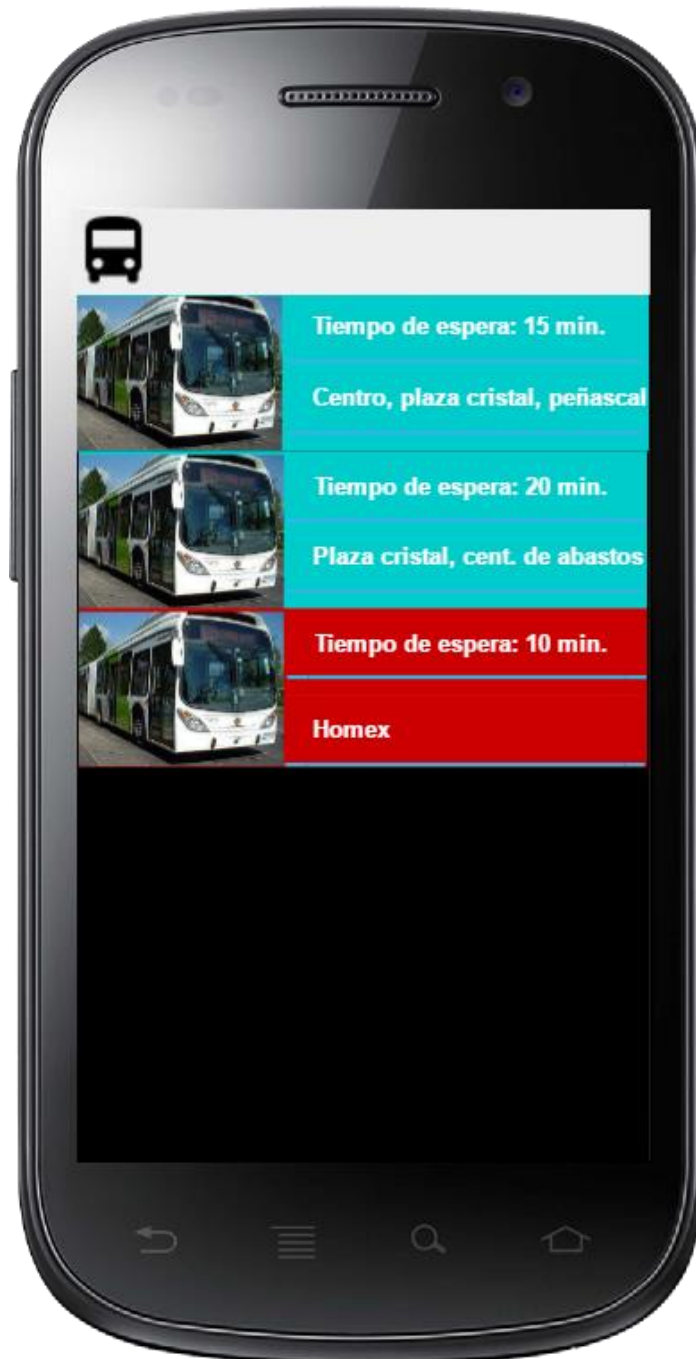 Tiempo de espera: 15 min.
Centro, plaza cristal, peñascal
Tiempo de espera: 20 min.
Plaza cristal, cent. de abastos
Tiempo de espera: 10 min.
Homex